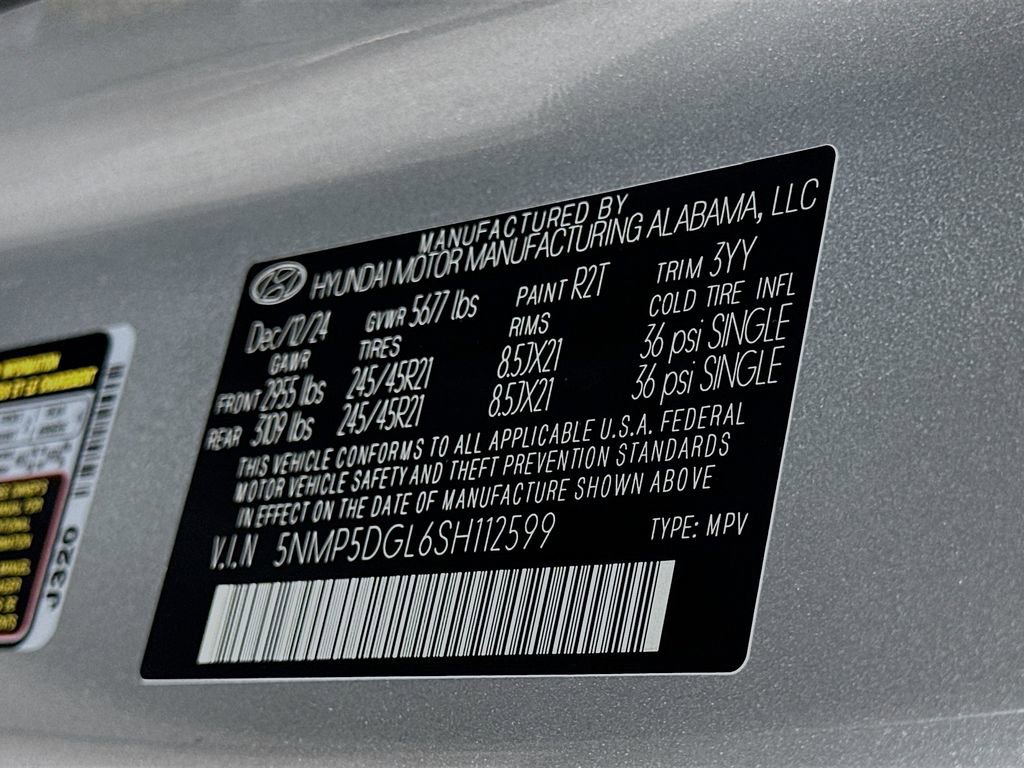 MANUFACTURED BY
HYUNDAI MOTOR MANUFACTURING ALABAMA, LLC
Dec/12/24 GVWR 5677 lbs PAINT R2T TRIM 3YY
GAWR TIRES RIMS COLD TIRE INFL
FRONT 2955 lbs 245/45R21 8.5JX21 36 psi SINGLE
REAR 3109 lbs 245/45R21 8.5JX21 36 psi SINGLE
THIS VEHICLE CONFORMS TO ALL APPLICABLE U.S.A. FEDERAL
MOTOR VEHICLE SAFETY AND THEFT PREVENTION STANDARDS
IN EFFECT ON THE DATE OF MANUFACTURE SHOWN ABOVE
V.I.N 5NMP5DGL6SH112599 TYPE: MPV
J320